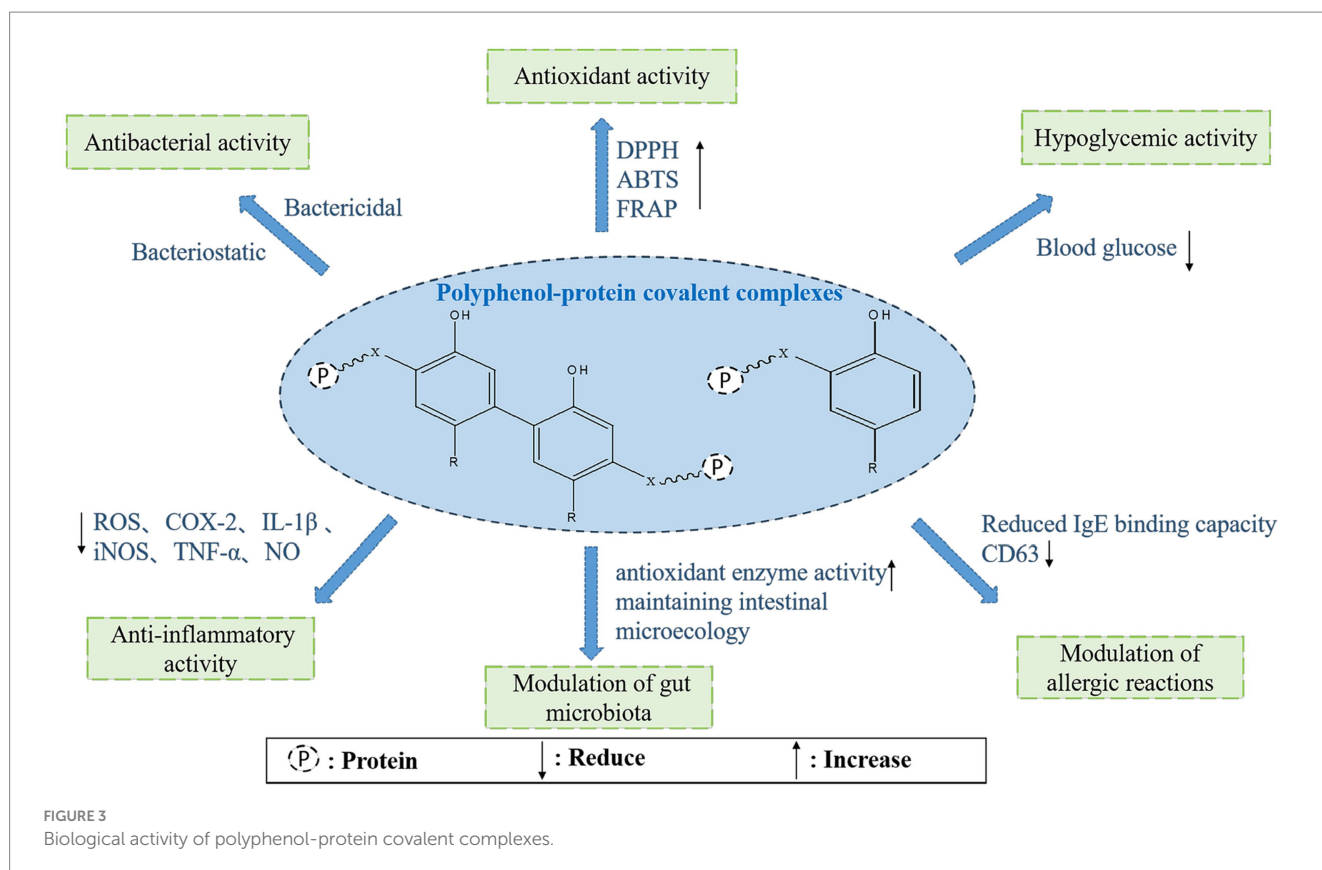 Antioxidant activity
Antibacterial activity
Hypoglycemic activity
DPPH
ABTS
FRAP
Bactericidal
Bacteriostatic
Blood glucose ↓
Polyphenol-protein covalent complexes
OH
OH
OH
P
X
P
X
R
X
P
R
R
ROS、COX-2、IL-1β、
iNOS、TNF-α、NO
Reduced IgE binding capacity
CD63 ↓
antioxidant enzyme activity ↑
maintaining intestinal
microecology
Anti-inflammatory
activity
Modulation of gut
microbiota
Modulation of
allergic reactions
P : Protein ↓ : Reduce ↑ : Increase
FIGURE 3
Biological activity of polyphenol-protein covalent complexes.